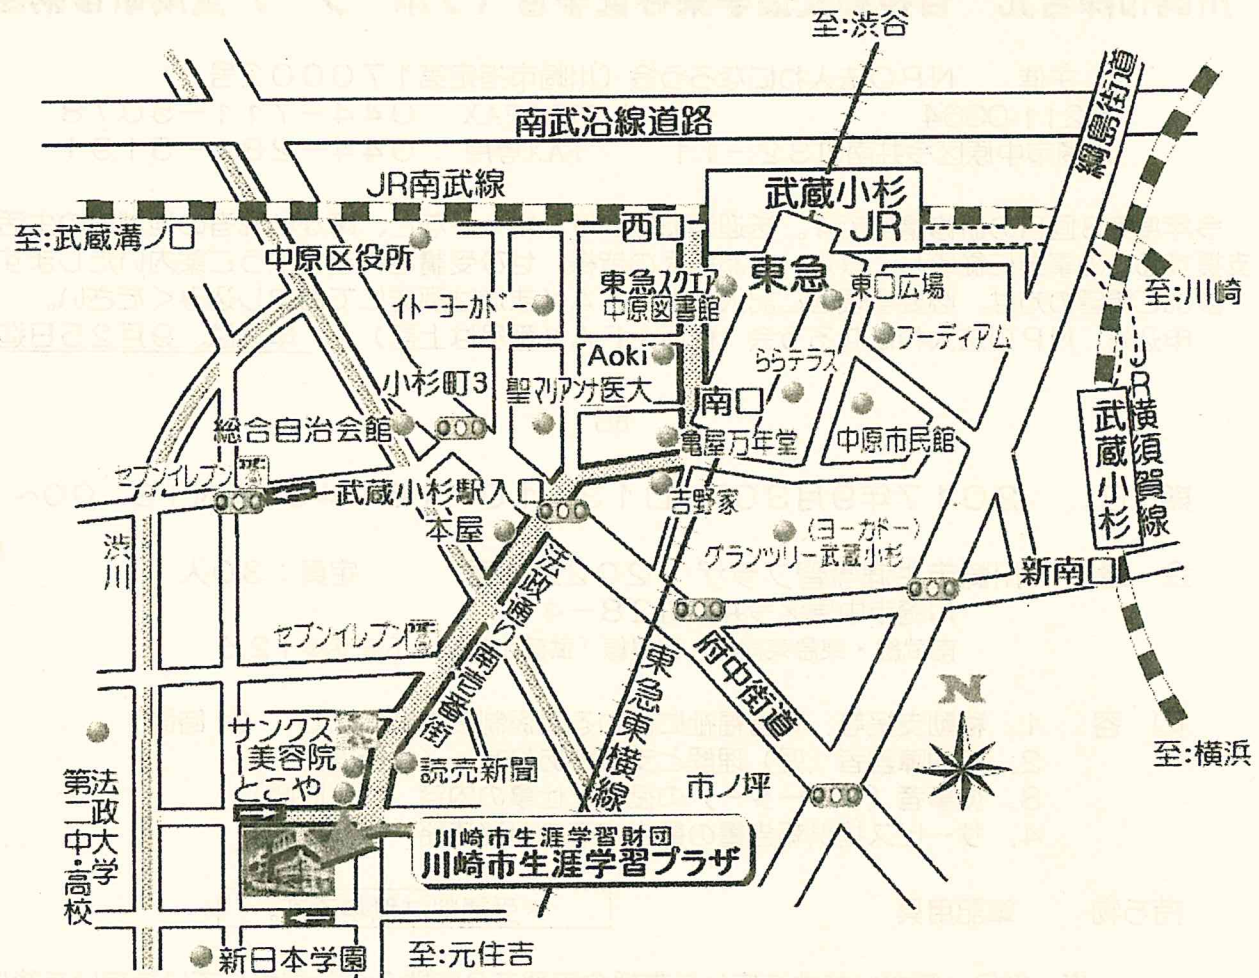 至:渋谷
南武沿線道路
綱島街道
JR南武線
武蔵小杉
JR
至:武蔵溝ノ口
西口
中原区役所
東急スクエア
中原図書館
東急
東口広場
至:川崎
イトーヨーカドー
フーディアム
Aoki
ららテラス
小杉町3
聖マリアンナ医大
南口
JR横須賀線
武蔵小杉
総合自治会館
亀屋万年堂
中原市民館
セブンイレブン
武蔵小杉駅入口
吉野家
本屋
(ヨーカドー)
グランツリー武蔵小杉
渋川
新南口
法政通り南壱番街
セブンイレブン
府中街道
東急東横線
N
サンクス
美容院
とこや
読売新聞
市ノ坪
至:横浜
法政大学
第二中・高校
川崎市生涯学習財団
川崎市生涯学習プラザ
新日本学園
至:元住吉